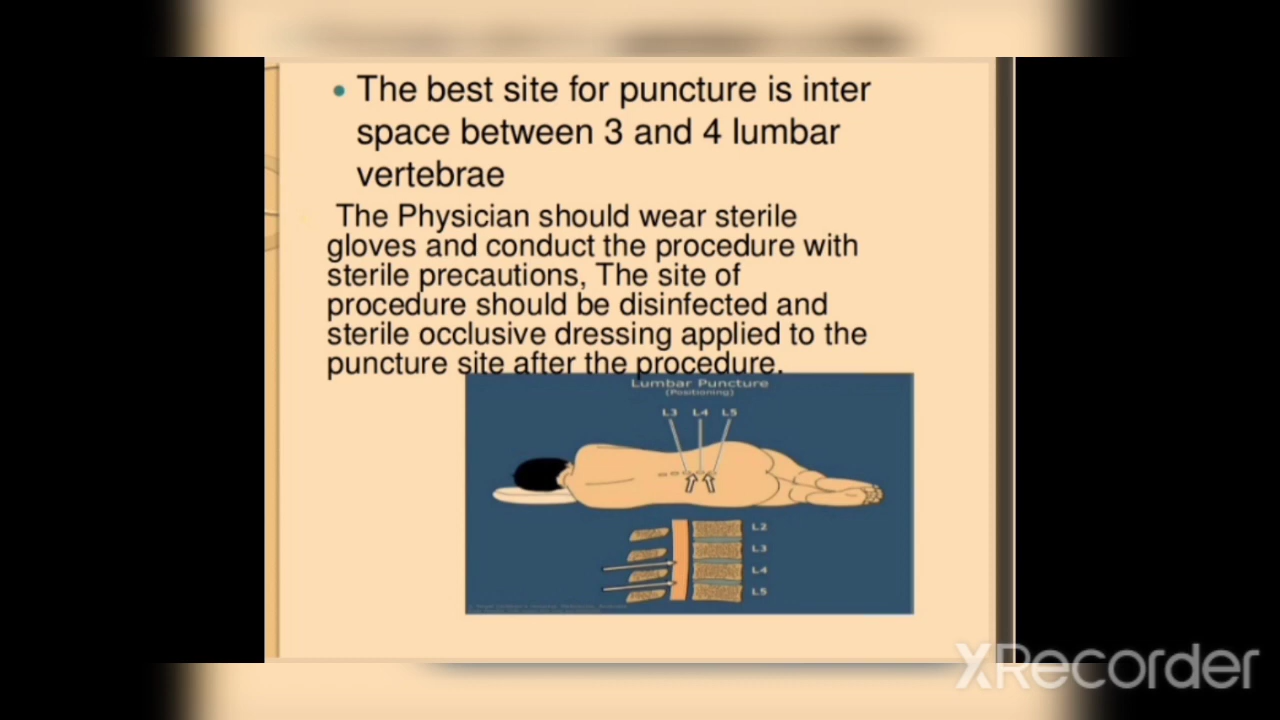 • The best site for puncture is inter
space between 3 and 4 lumbar
vertebrae
The Physician should wear sterile
gloves and conduct the procedure with
sterile precautions, The site of
procedure should be disinfected and
sterile occlusive dressing applied to the
puncture site after the procedure.
Lumbar Puncture
(Positioning)
L3 L4 L5
L2
L3
L4
L5
XRecorder